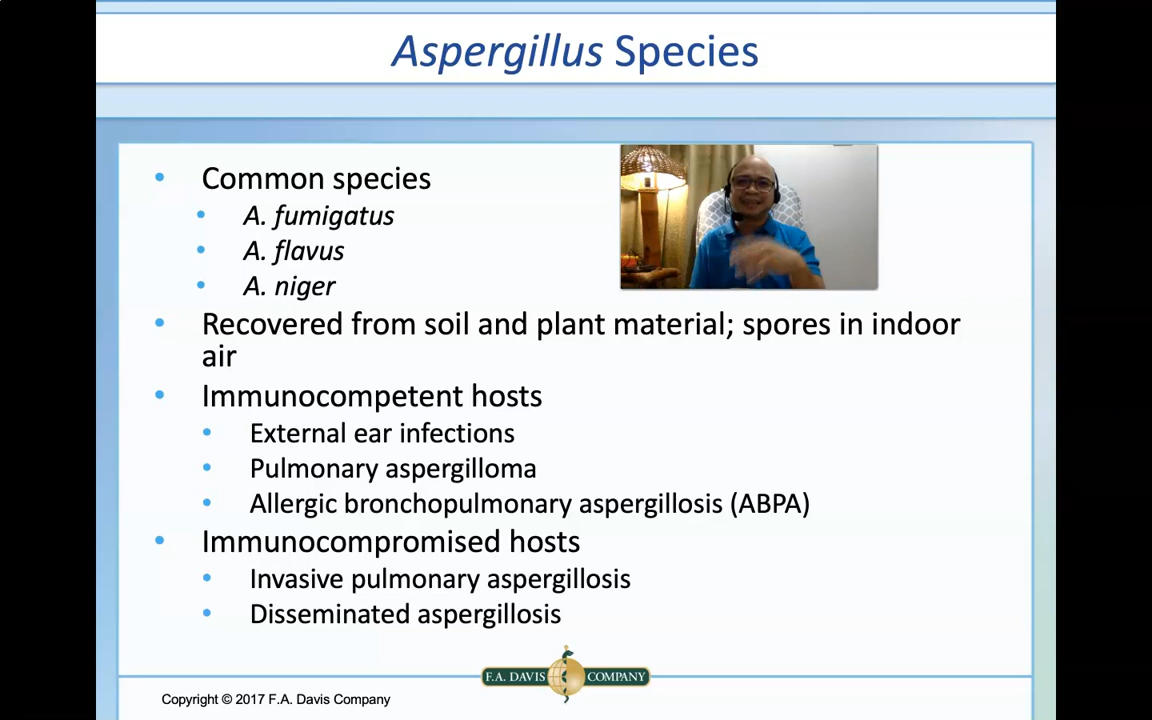 Aspergillus Species
• Common species
• A. fumigatus
• A. flavus
• A. niger
• Recovered from soil and plant material; spores in indoor
air
• Immunocompetent hosts
• External ear infections
• Pulmonary aspergilloma
• Allergic bronchopulmonary aspergillosis (ABPA)
• Immunocompromised hosts
• Invasive pulmonary aspergillosis
• Disseminated aspergillosis
F.A. DAVIS COMPANY
Copyright © 2017 F.A. Davis Company